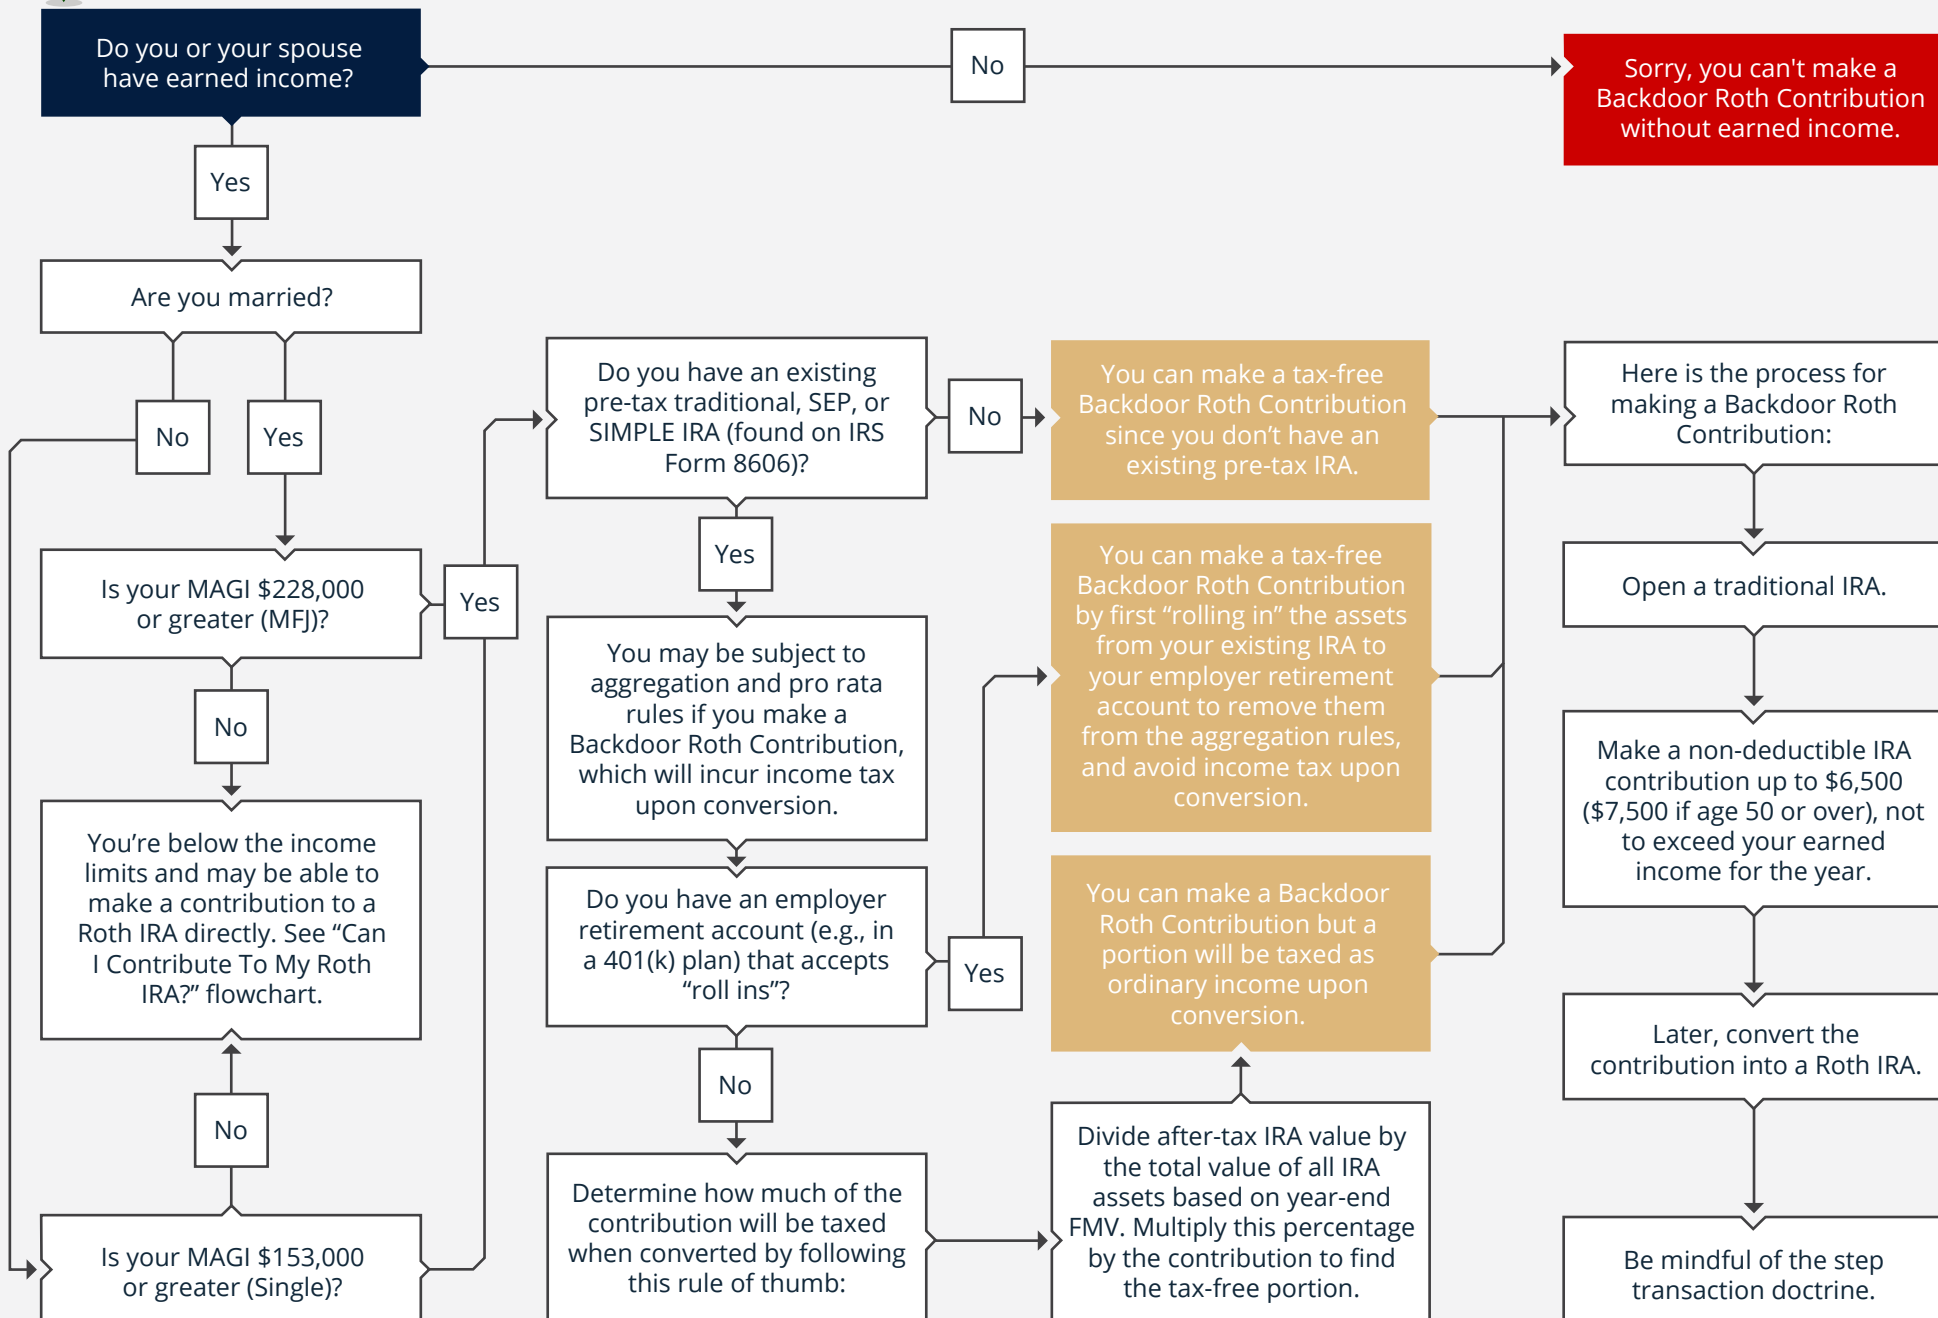 Do you or your spouse
have earned income?
No
Sorry, you can't make a
Backdoor Roth Contribution
without earned income.
Yes
Are you married?
No
Yes
Is your MAGI $228,000
or greater (MFJ)?
Yes
No
You’re below the income
limits and may be able to
make a contribution to a
Roth IRA directly. See “Can
I Contribute To My Roth
IRA?” flowchart.
No
Is your MAGI $153,000
or greater (Single)?
Do you have an existing
pre-tax traditional, SEP, or
SIMPLE IRA (found on IRS
Form 8606)?
No
Yes
You may be subject to
aggregation and pro rata
rules if you make a
Backdoor Roth Contribution,
which will incur income tax
upon conversion.
Do you have an employer
retirement account (e.g., in
a 401(k) plan) that accepts
“roll ins”?
Yes
No
Determine how much of the
contribution will be taxed
when converted by following
this rule of thumb:
You can make a tax-free
Backdoor Roth Contribution
since you don’t have an
existing pre-tax IRA.
You can make a tax-free
Backdoor Roth Contribution
by first “rolling in” the assets
from your existing IRA to
your employer retirement
account to remove them
from the aggregation rules,
and avoid income tax upon
conversion.
You can make a Backdoor
Roth Contribution but a
portion will be taxed as
ordinary income upon
conversion.
Divide after-tax IRA value by
the total value of all IRA
assets based on year-end
FMV. Multiply this percentage
by the contribution to find
the tax-free portion.
Here is the process for
making a Backdoor Roth
Contribution:
Open a traditional IRA.
Make a non-deductible IRA
contribution up to $6,500
($7,500 if age 50 or over), not
to exceed your earned
income for the year.
Later, convert the
contribution into a Roth IRA.
Be mindful of the step
transaction doctrine.